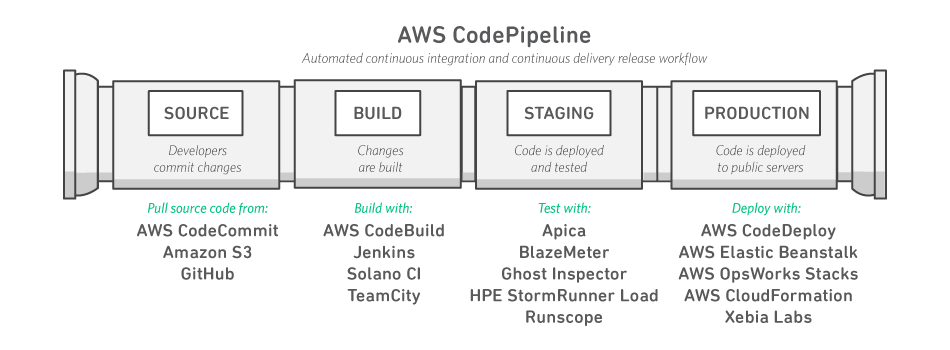 AWS CodePipeline
Automated continuous integration and continuous delivery release workflow
SOURCE
Developers
commit changes
Pull source code from:
AWS CodeCommit
Amazon S3
GitHub
BUILD
Changes
are built
Build with:
AWS CodeBuild
Jenkins
Solano CI
TeamCity
STAGING
Code is deployed
and tested
Test with:
Apica
BlazeMeter
Ghost Inspector
HPE StormRunner Load
Runscope
PRODUCTION
Code is deployed
to public servers
Deploy with:
AWS CodeDeploy
AWS Elastic Beanstalk
AWS OpsWorks Stacks
AWS CloudFormation
Xebia Labs